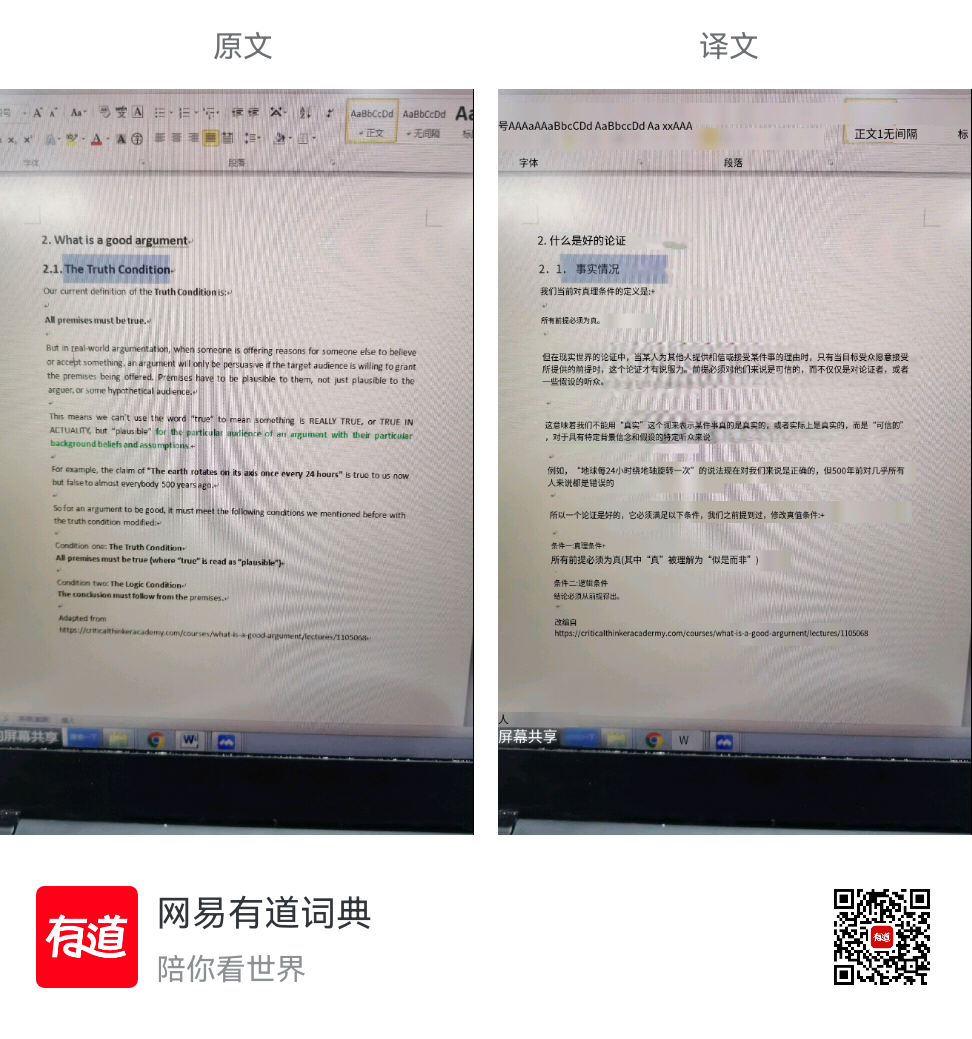 原文
译文
AaBbCcDd AaBbCcDd
正文
无间隔
段落
2. What is a good argument
2.1. The Truth Condition
Our current definition of the Truth Condition is:
All premises must be true.
But in real-world argumentation, when someone is offering reasons for someone else to believe
or accept something, an argument will only be persuasive if the target audience is willing to grant
the premises being offered. Premises have to be plausible to them, not just plausible to the
arguer, or some hypothetical audience.
This means we can't use the word "true" to mean something is REALLY TRUE, or TRUE IN
ACTUALITY, but "plausible" for the particular audience of an argument with their particular
background beliefs and assumptions.
For example, the claim of "The earth rotates on its axis once every 24 hours" is true to us now
but false to almost everybody 500 years ago.
So for an argument to be good, it must meet the following conditions we mentioned before with
the truth condition modified:
Condition one: The Truth Condition
All premises must be true (where "true" is read as "plausible")
Condition two: The Logic Condition
The conclusion must follow from the premises.
Adapted from
https://criticalthinkeracademy.com/courses/what-is-a-good-argument/lectures/1105068
屏幕共享
号AAAaAAaBbcCDd AaBbccDd Aa xxAAA
正文1无间隔
标
字体
段落
2. 什么是好的论证
2. 1. 事实情况
我们当前对真理条件的定义是:+
所有前提必须为真。
但在现实世界的论证中，当某人为其他人提供相信或接受某件事的理由时，只有当目标受众愿意接受
所提供的前提时，这个论证才有说服力。前提必须对他们来说是可信的，而不仅仅是对论证者，或者
一些假设的听众。
这意味着我们不能用“真实”这个词来表示某件事真的是真实的，或者实际上是真实的，而是“可信的”
，对于具有特定背景信念和假设的特定听众来说
例如，“地球每24小时绕地轴旋转一次”的说法现在对我们来说是正确的，但500年前对几乎所有
人来说都是错误的
所以一个论证是好的，它必须满足以下条件，我们之前提到过，修改真值条件:+
条件一:真理条件+
所有前提必须为真(其中“真”被理解为“似是而非”)
条件二:逻辑条件
结论必须从前提得出。
改编自
https://criticalthinkeracadermy.com/courses/what-is-a-good-argurnent/lectures/1105068
人
屏幕共享
W
有道
网易有道词典
陪你看世界
有道